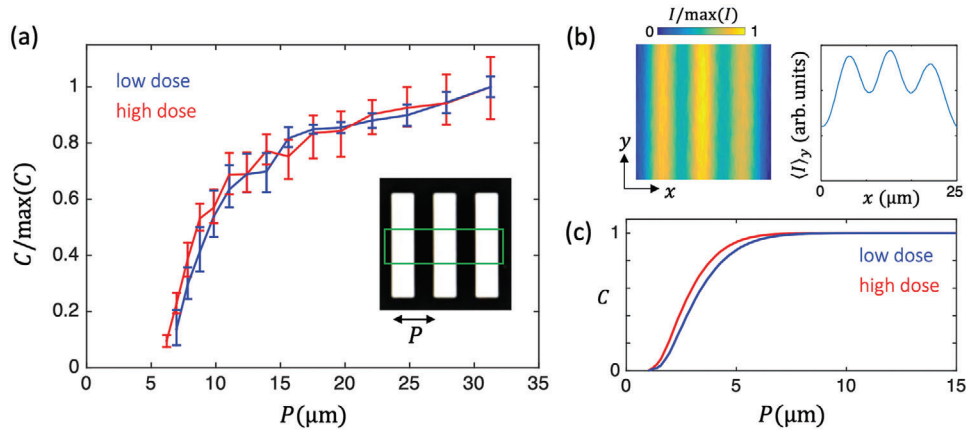 (a)
C/max(C)
1
0.8
0.6
0.4
0.2
0
low dose
high dose
P
0 5 10 15 20 25 30 35
P(μm)
(b)
I/max(I)
0 1
y
x
⟨I⟩y (arb. units)
0 25
x (μm)
(c)
C
1
0
low dose
high dose
0 5 10 15
P(μm)